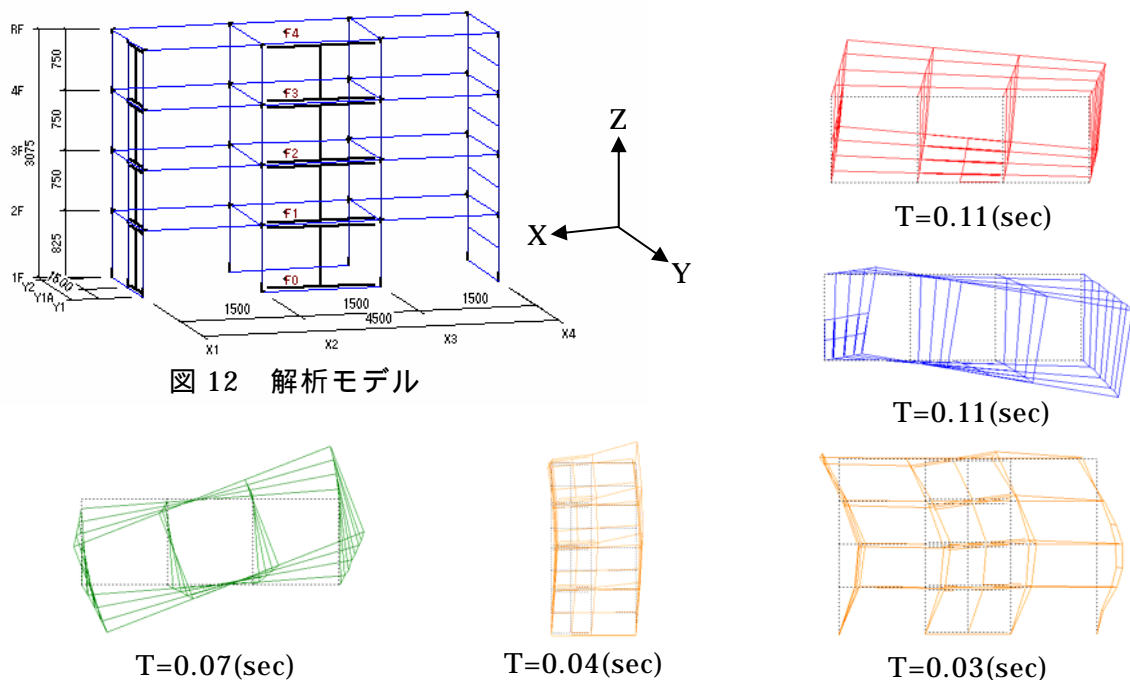 RF
4F
3F
2F
1F
750
750
750
825
3075
1500
Y2
Y1A
Y1
F4
F3
F2
F1
F0
1500
1500
4500
1500
X1
X2
X3
X4
Z
X
Y
図 12 解析モデル
T=0.11(sec)
T=0.11(sec)
T=0.07(sec)
T=0.04(sec)
T=0.03(sec)